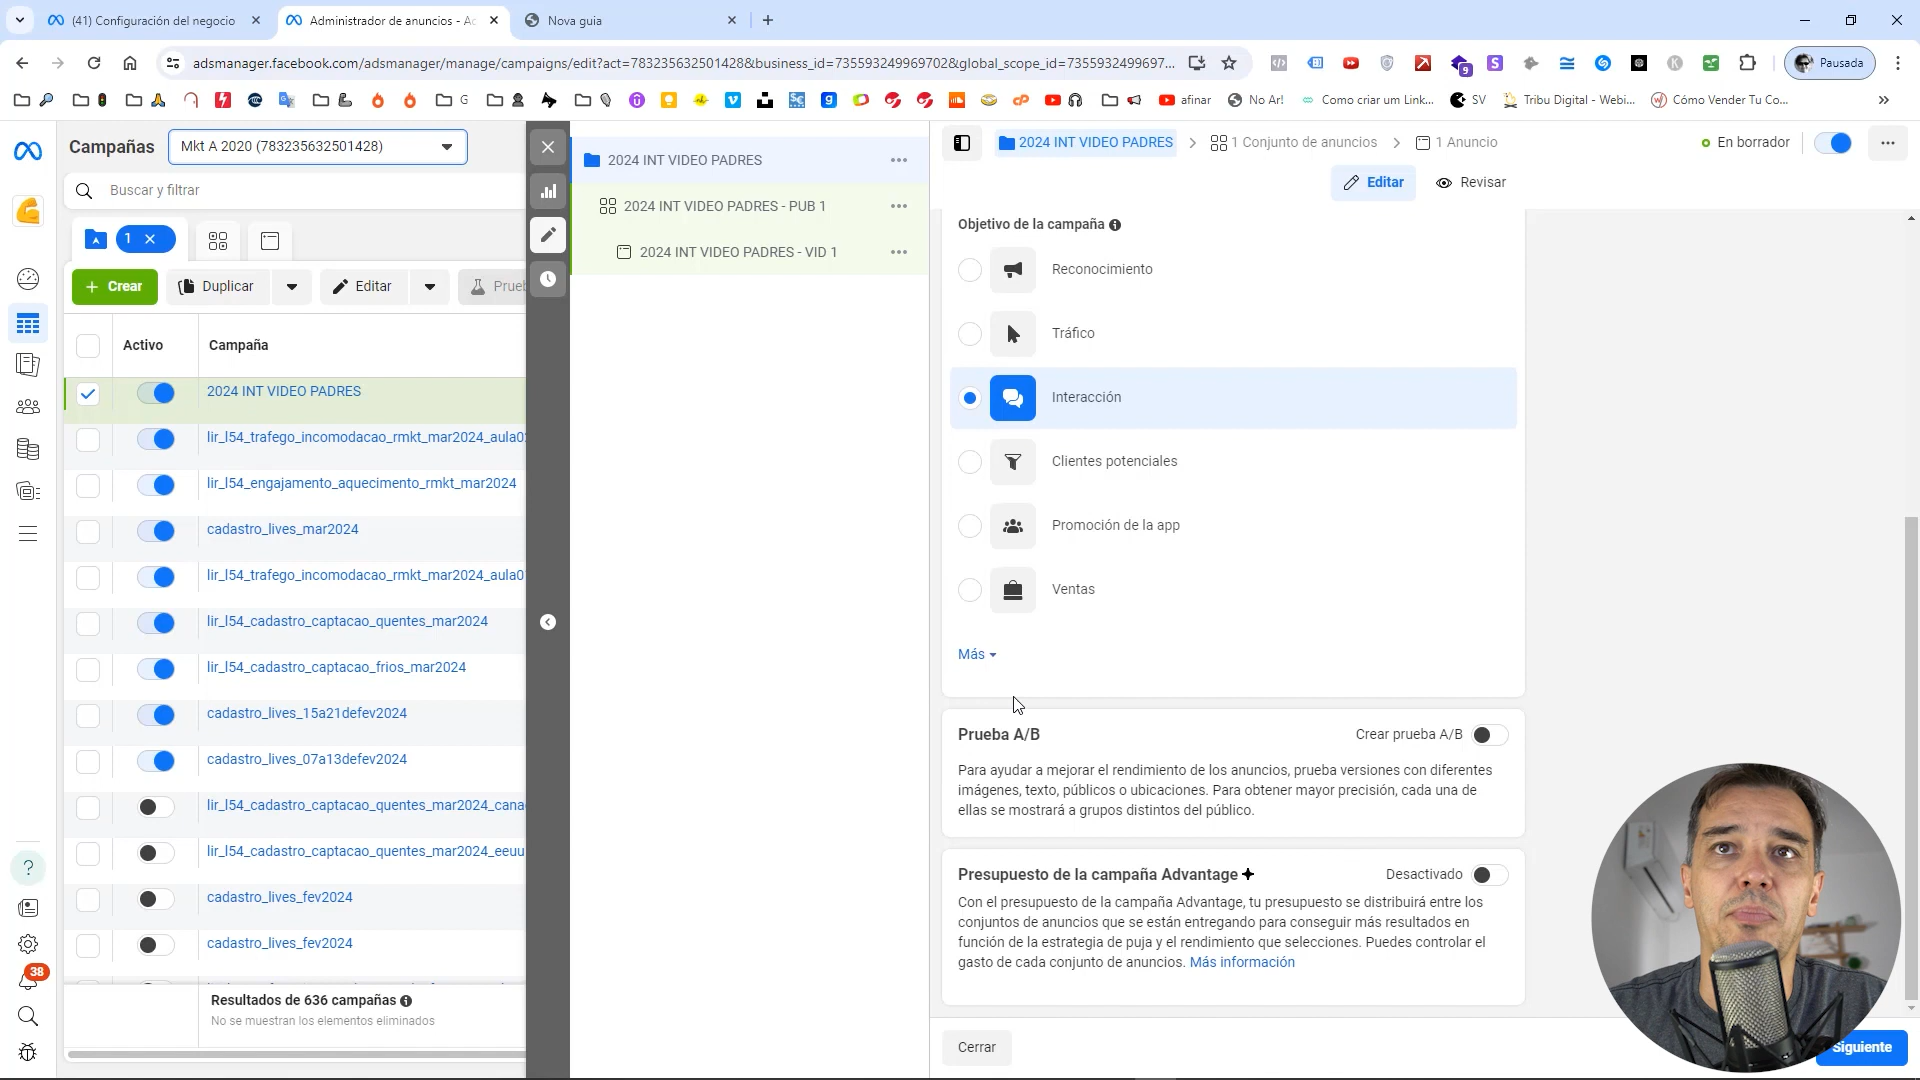 (41) Configuración del negocio
Administrador de anuncios - Ac
Nova guia
adsmanager.facebook.com/adsmanager/manage/campaigns/edit?act=783235632501428&business_id=735593249969702&global_scope_id=7355932499697...
9
Pausada
G
afinar
No Ar!
Como criar um Link...
SV
Tribu Digital - Webi...
Cómo Vender Tu Co...
Campañas
Mkt A 2020 (783235632501428)
Buscar y filtrar
1
Crear
Duplicar
Editar
Prueb
Activo
Campaña
2024 INT VIDEO PADRES
lir_l54_trafego_incomodacao_rmkt_mar2024_aula02
lir_l54_engajamento_aquecimento_rmkt_mar2024
cadastro_lives_mar2024
lir_l54_trafego_incomodacao_rmkt_mar2024_aula0
lir_l54_cadastro_captacao_quentes_mar2024
lir_l54_cadastro_captacao_frios_mar2024
cadastro_lives_15a21defev2024
cadastro_lives_07a13defev2024
lir_l54_cadastro_captacao_quentes_mar2024_cana
lir_l54_cadastro_captacao_quentes_mar2024_eeuu
cadastro_lives_fev2024
cadastro_lives_fev2024
Resultados de 636 campañas
No se muestran los elementos eliminados
38
2024 INT VIDEO PADRES
2024 INT VIDEO PADRES - PUB 1
2024 INT VIDEO PADRES - VID 1
2024 INT VIDEO PADRES
1 Conjunto de anuncios
1 Anuncio
En borrador
Editar
Revisar
Objetivo de la campaña
Reconocimiento
Tráfico
Interacción
Clientes potenciales
Promoción de la app
Ventas
Más
Prueba A/B
Crear prueba A/B
Para ayudar a mejorar el rendimiento de los anuncios, prueba versiones con diferentes
imágenes, texto, públicos o ubicaciones. Para obtener mayor precisión, cada una de
ellas se mostrará a grupos distintos del público.
Presupuesto de la campaña Advantage
Desactivado
Con el presupuesto de la campaña Advantage, tu presupuesto se distribuirá entre los
conjuntos de anuncios que se están entregando para conseguir más resultados en
función de la estrategia de puja y el rendimiento que selecciones. Puedes controlar el
gasto de cada conjunto de anuncios. Más información
Cerrar
Siguiente